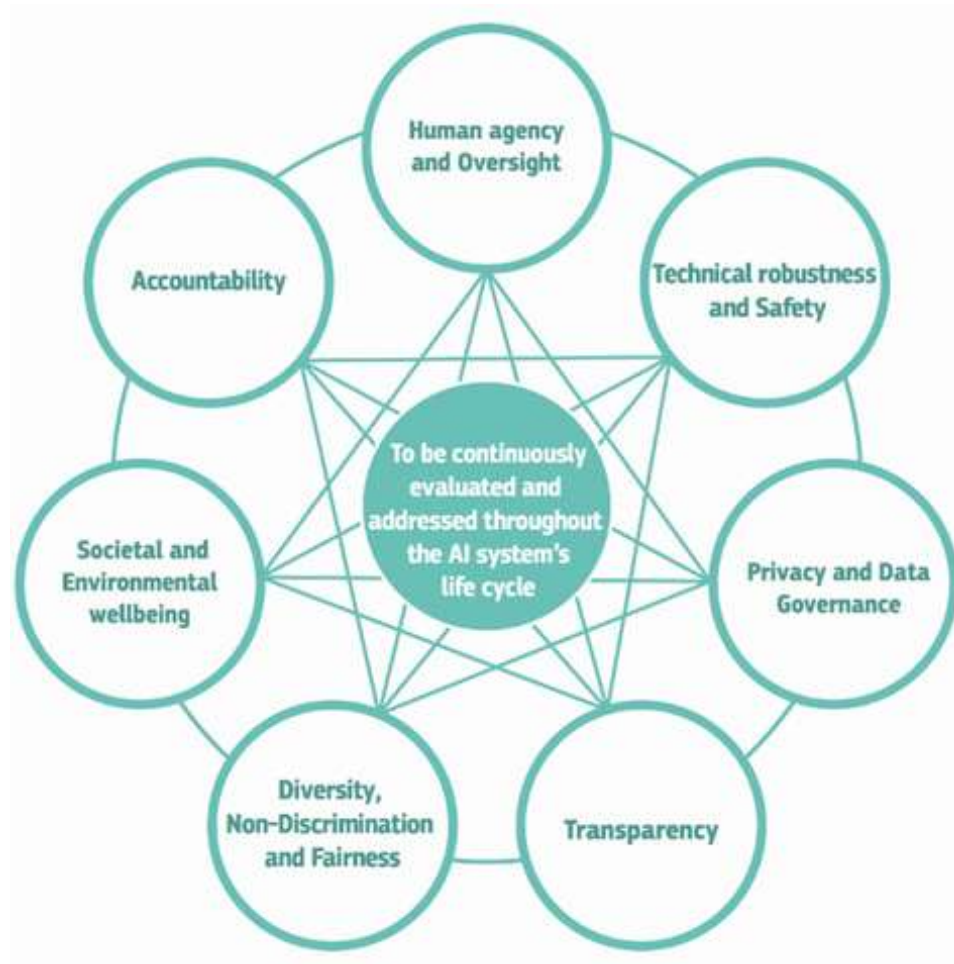 Human agency
and Oversight
Technical robustness
and Safety
Privacy and Data
Governance
Transparency
Diversity,
Non-Discrimination
and Fairness
Societal and
Environmental
wellbeing
Accountability
To be continuously
evaluated and
addressed throughout
the AI system's
life cycle